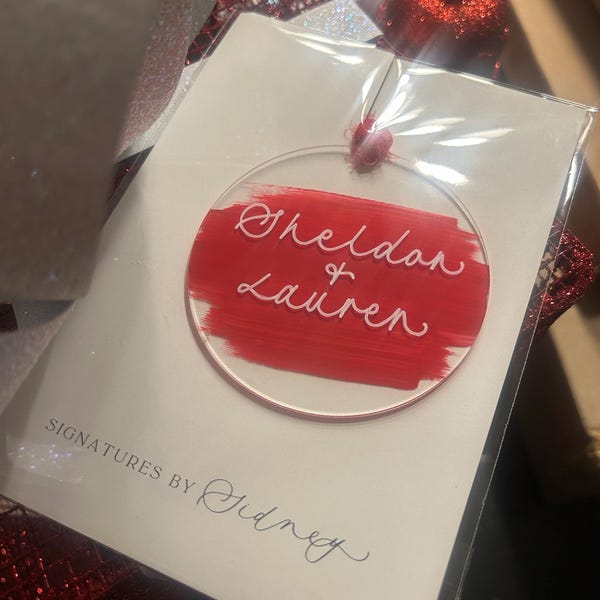 Sheldon
&
Lauren
SIGNATURES BY Sidney